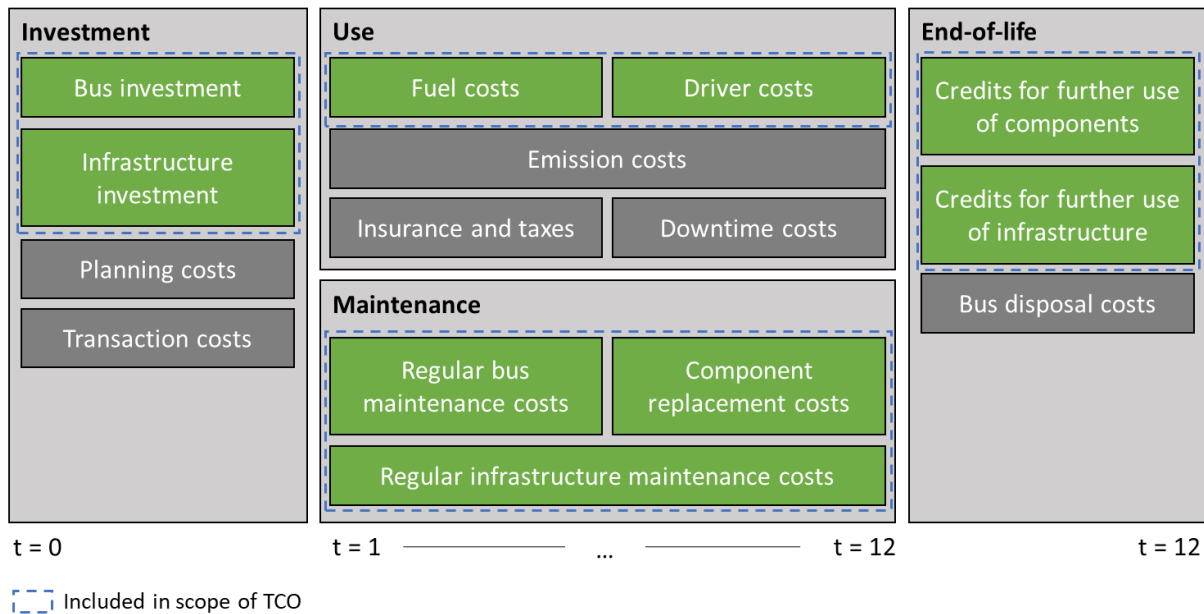 Investment
Bus investment
Infrastructure
investment
Planning costs
Transaction costs
Use
Fuel costs
Driver costs
Emission costs
Insurance and taxes
Downtime costs
Maintenance
Regular bus
maintenance costs
Component
replacement costs
Regular infrastructure maintenance costs
End-of-life
Credits for further use
of components
Credits for further use
of infrastructure
Bus disposal costs
t = 0
t = 1
...
t = 12
t = 12
Included in scope of TCO